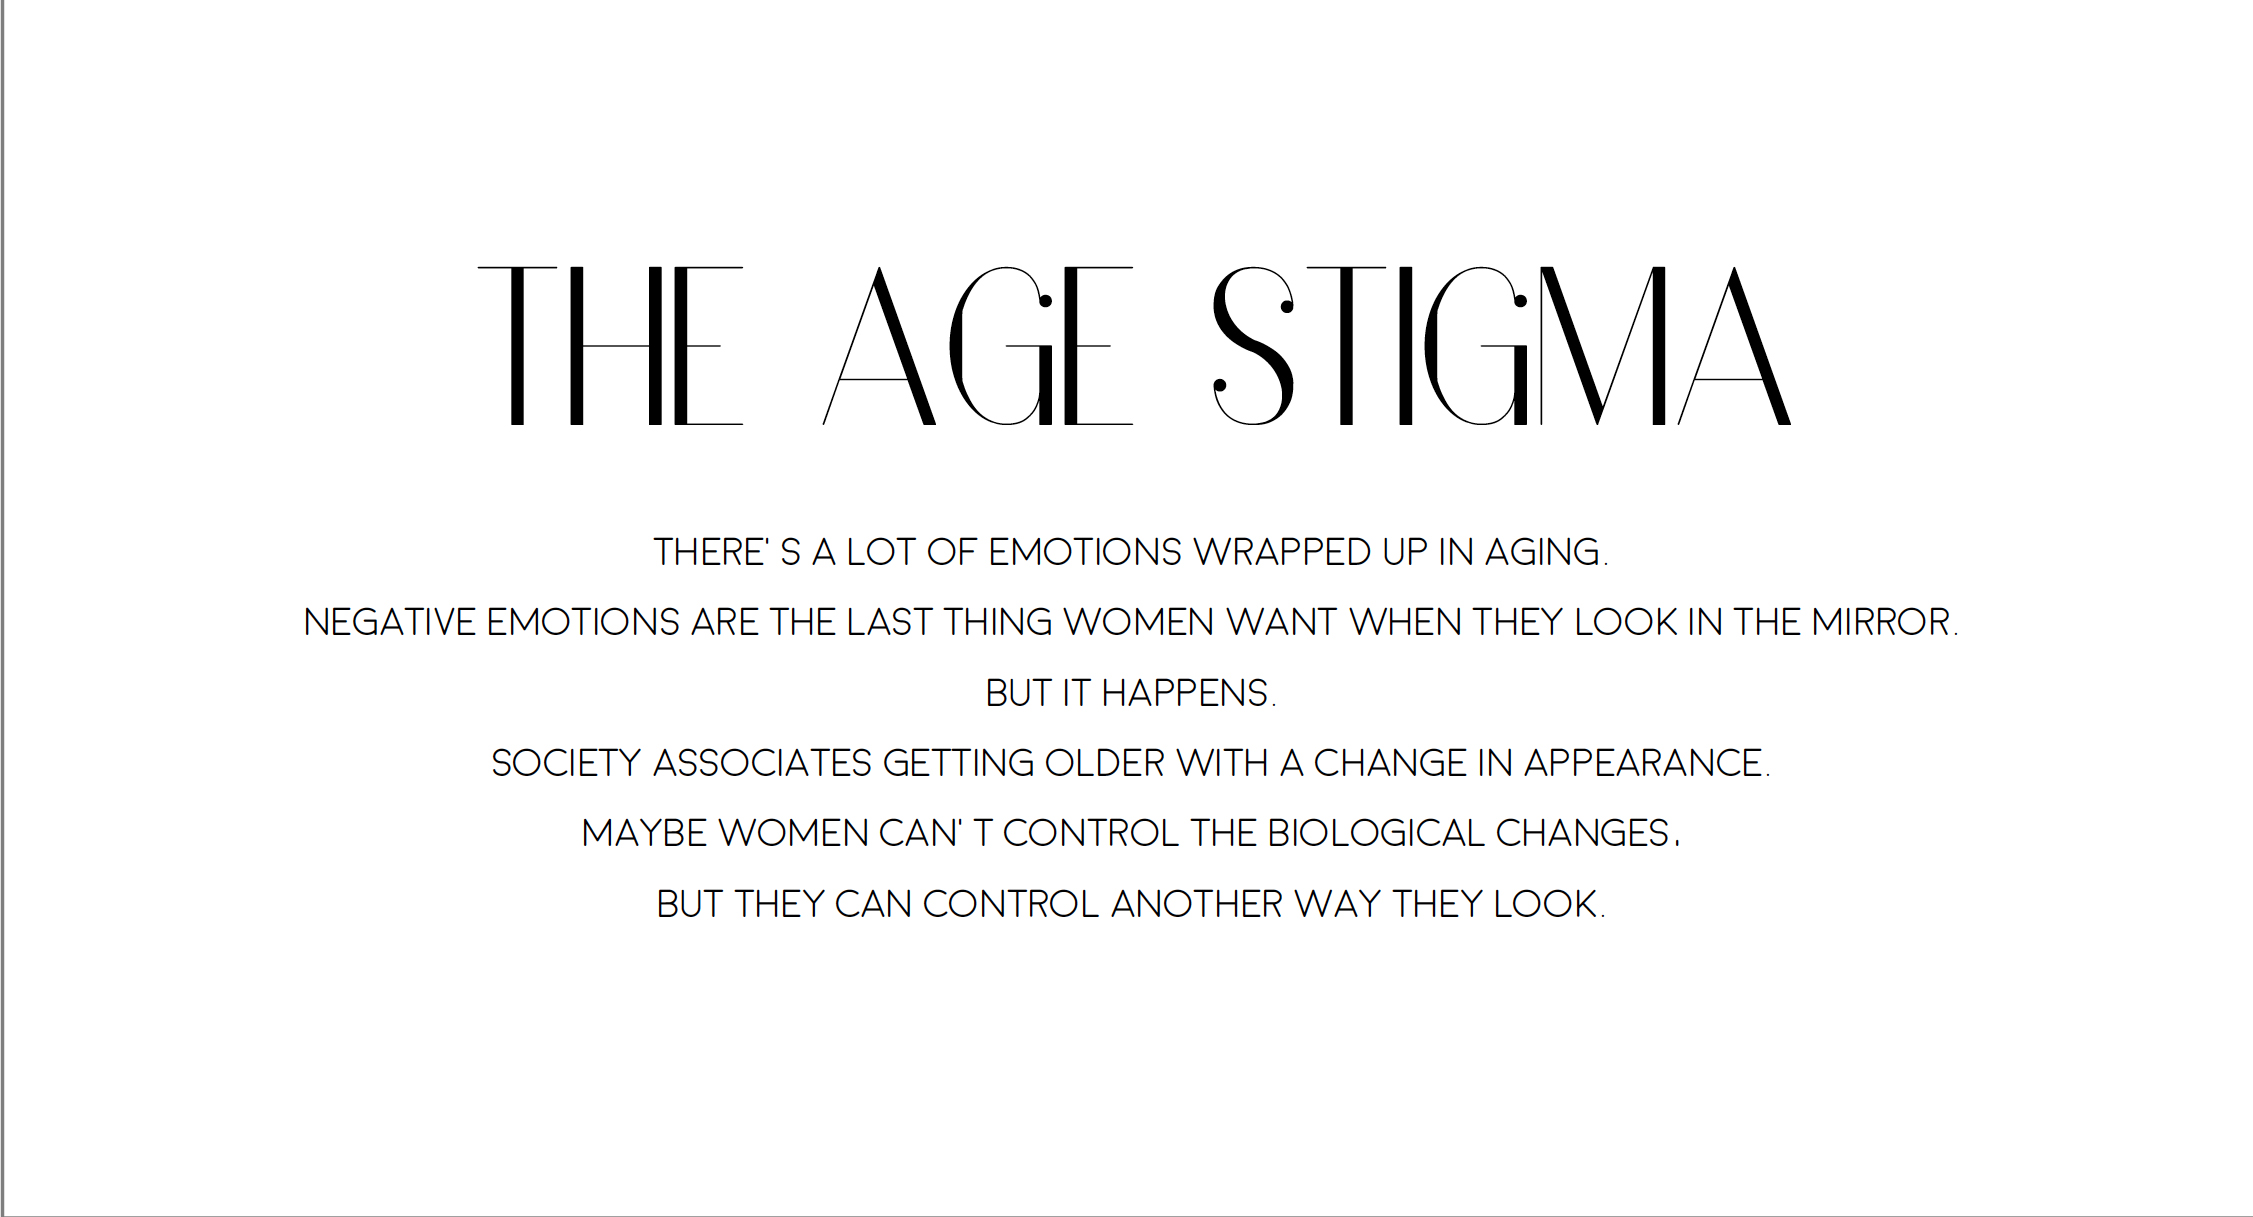 THE AGE STIGMA
THERE' S A LOT OF EMOTIONS WRAPPED UP IN AGING.
NEGATIVE EMOTIONS ARE THE LAST THING WOMEN WANT WHEN THEY LOOK IN THE MIRROR.
BUT IT HAPPENS.
SOCIETY ASSOCIATES GETTING OLDER WITH A CHANGE IN APPEARANCE.
MAYBE WOMEN CAN' T CONTROL THE BIOLOGICAL CHANGES.
BUT THEY CAN CONTROL ANOTHER WAY THEY LOOK.